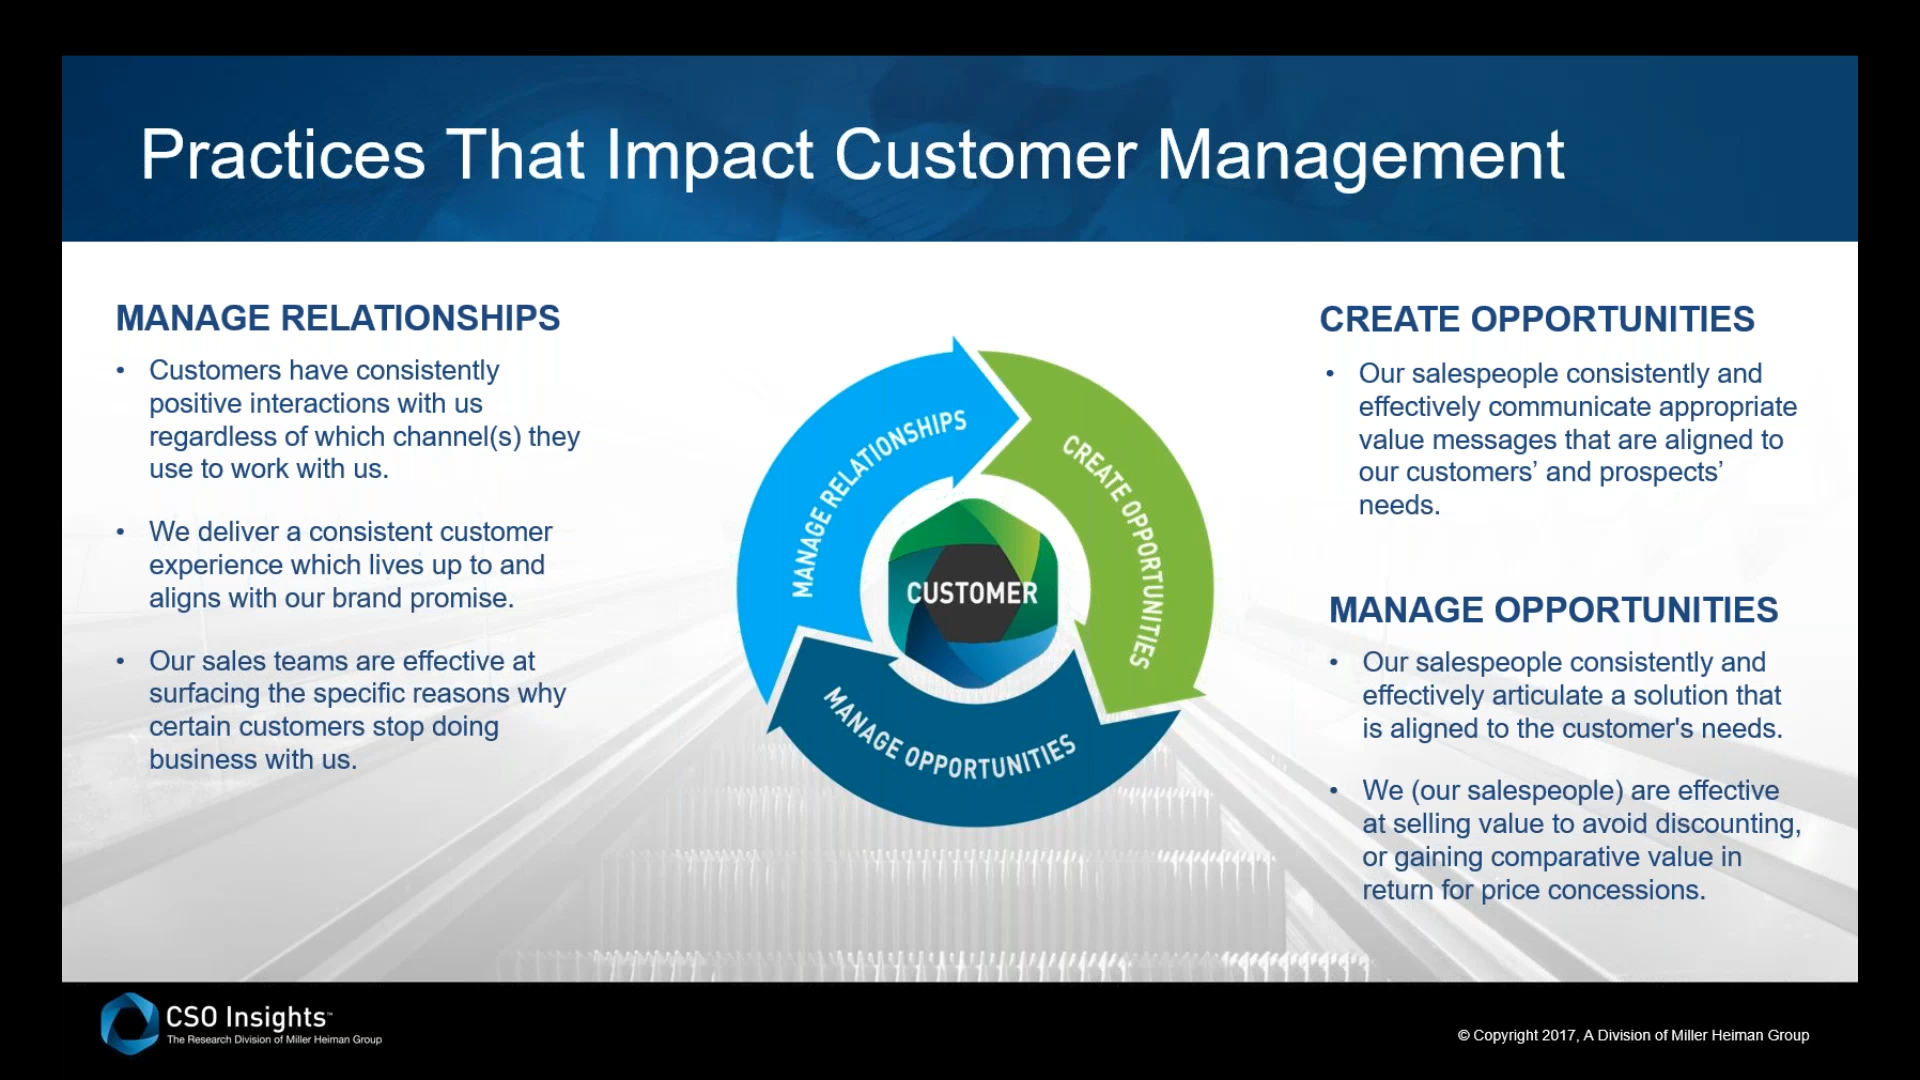 Practices That Impact Customer Management
MANAGE RELATIONSHIPS
• Customers have consistently
positive interactions with us
regardless of which channel(s) they
use to work with us.
• We deliver a consistent customer
experience which lives up to and
aligns with our brand promise.
• Our sales teams are effective at
surfacing the specific reasons why
certain customers stop doing
business with us.
MANAGE RELATIONSHIPS
CREATE OPPORTUNITIES
MANAGE OPPORTUNITIES
CUSTOMER
CREATE OPPORTUNITIES
• Our salespeople consistently and
effectively communicate appropriate
value messages that are aligned to
our customers’ and prospects’
needs.
MANAGE OPPORTUNITIES
• Our salespeople consistently and
effectively articulate a solution that
is aligned to the customer's needs.
• We (our salespeople) are effective
at selling value to avoid discounting,
or gaining comparative value in
return for price concessions.
CSO Insights™
The Research Division of Miller Heiman Group
© Copyright 2017, A Division of Miller Heiman Group